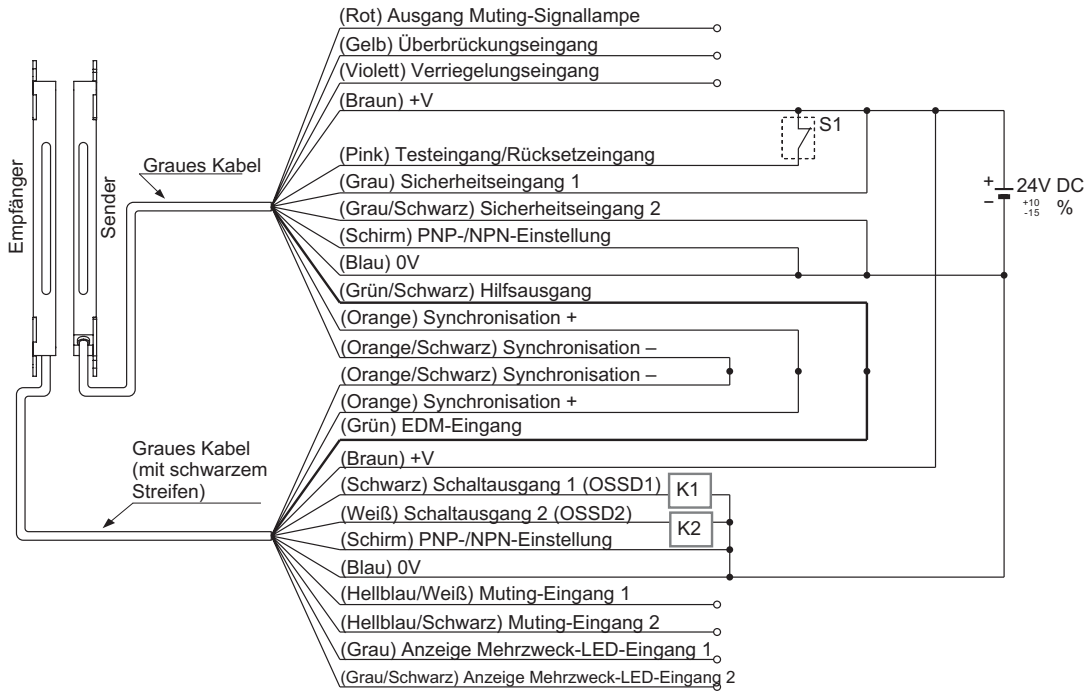 (Rot) Ausgang Muting-Signallampe
(Gelb) Überbrückungseingang
(Violett) Verriegelungseingang
(Braun) +V
S1
(Pink) Testeingang/Rücksetzeingang
Graues Kabel
(Grau) Sicherheitseingang 1
(Grau/Schwarz) Sicherheitseingang 2
(Schirm) PNP-/NPN-Einstellung
(Blau) 0V
+
–
24V DC
+10
-15 %
Empfänger
Sender
(Grün/Schwarz) Hilfsausgang
(Orange) Synchronisation +
(Orange/Schwarz) Synchronisation –
(Orange/Schwarz) Synchronisation –
(Orange) Synchronisation +
(Grün) EDM-Eingang
Graues Kabel
(mit schwarzem
Streifen)
(Braun) +V
(Schwarz) Schaltausgang 1 (OSSD1)
K1
(Weiß) Schaltausgang 2 (OSSD2)
K2
(Schirm) PNP-/NPN-Einstellung
(Blau) 0V
(Hellblau/Weiß) Muting-Eingang 1
(Hellblau/Schwarz) Muting-Eingang 2
(Grau) Anzeige Mehrzweck-LED-Eingang 1
(Grau/Schwarz) Anzeige Mehrweck-LED-Eingang 2